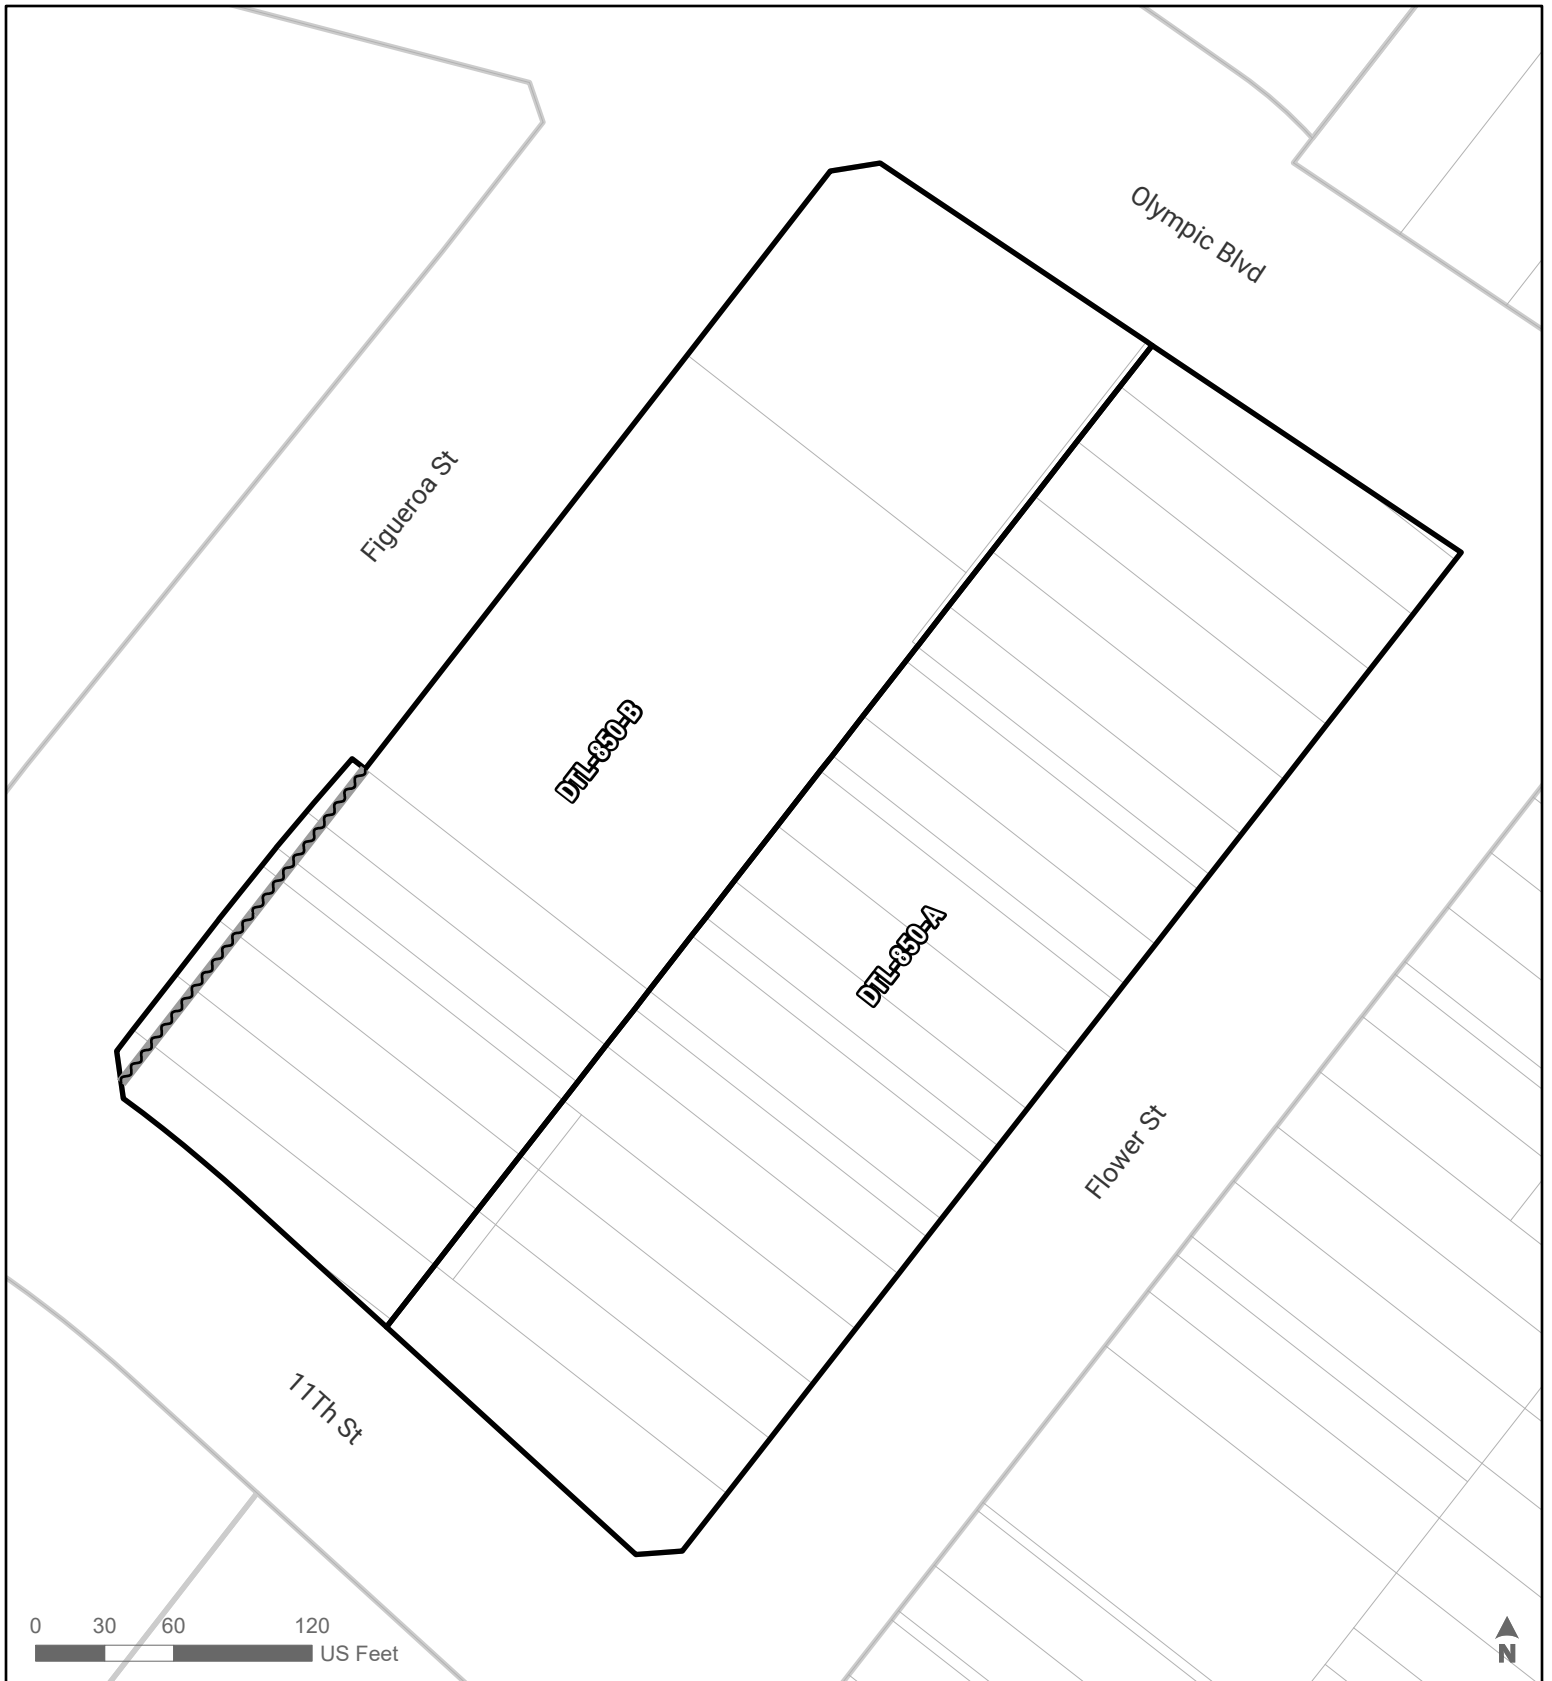 Olympic Blvd
Figueroa St
DTL-850-B
DTL-850-A
Flower St
11Th St
0 30 60 120
US Feet
N